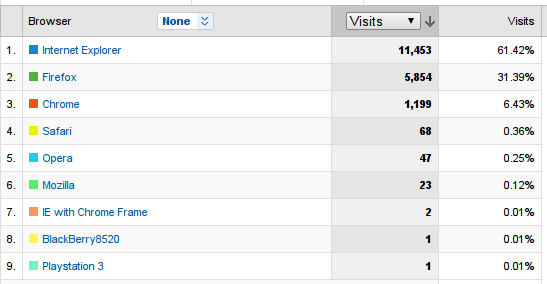 Browser None Visits Visits
1. Internet Explorer 11,453 61.42%
2. Firefox 5,854 31.39%
3. Chrome 1,199 6.43%
4. Safari 68 0.36%
5. Opera 47 0.25%
6. Mozilla 23 0.12%
7. IE with Chrome Frame 2 0.01%
8. BlackBerry8520 1 0.01%
9. Playstation 3 1 0.01%